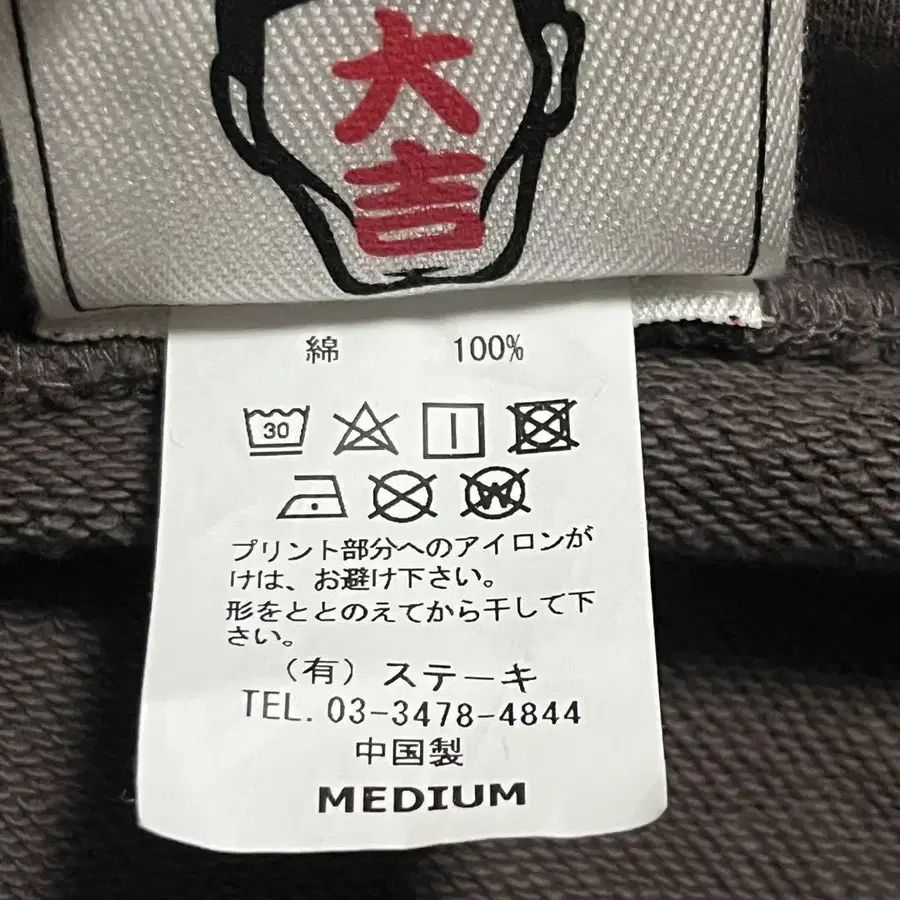 大
吉
綿 100%
30
プリント部分へのアイロンが
けは、お避け下さい。
形をととのえてから干して下
さい。
（有）ステーキ
TEL. 03-3478-4844
中国製
MEDIUM